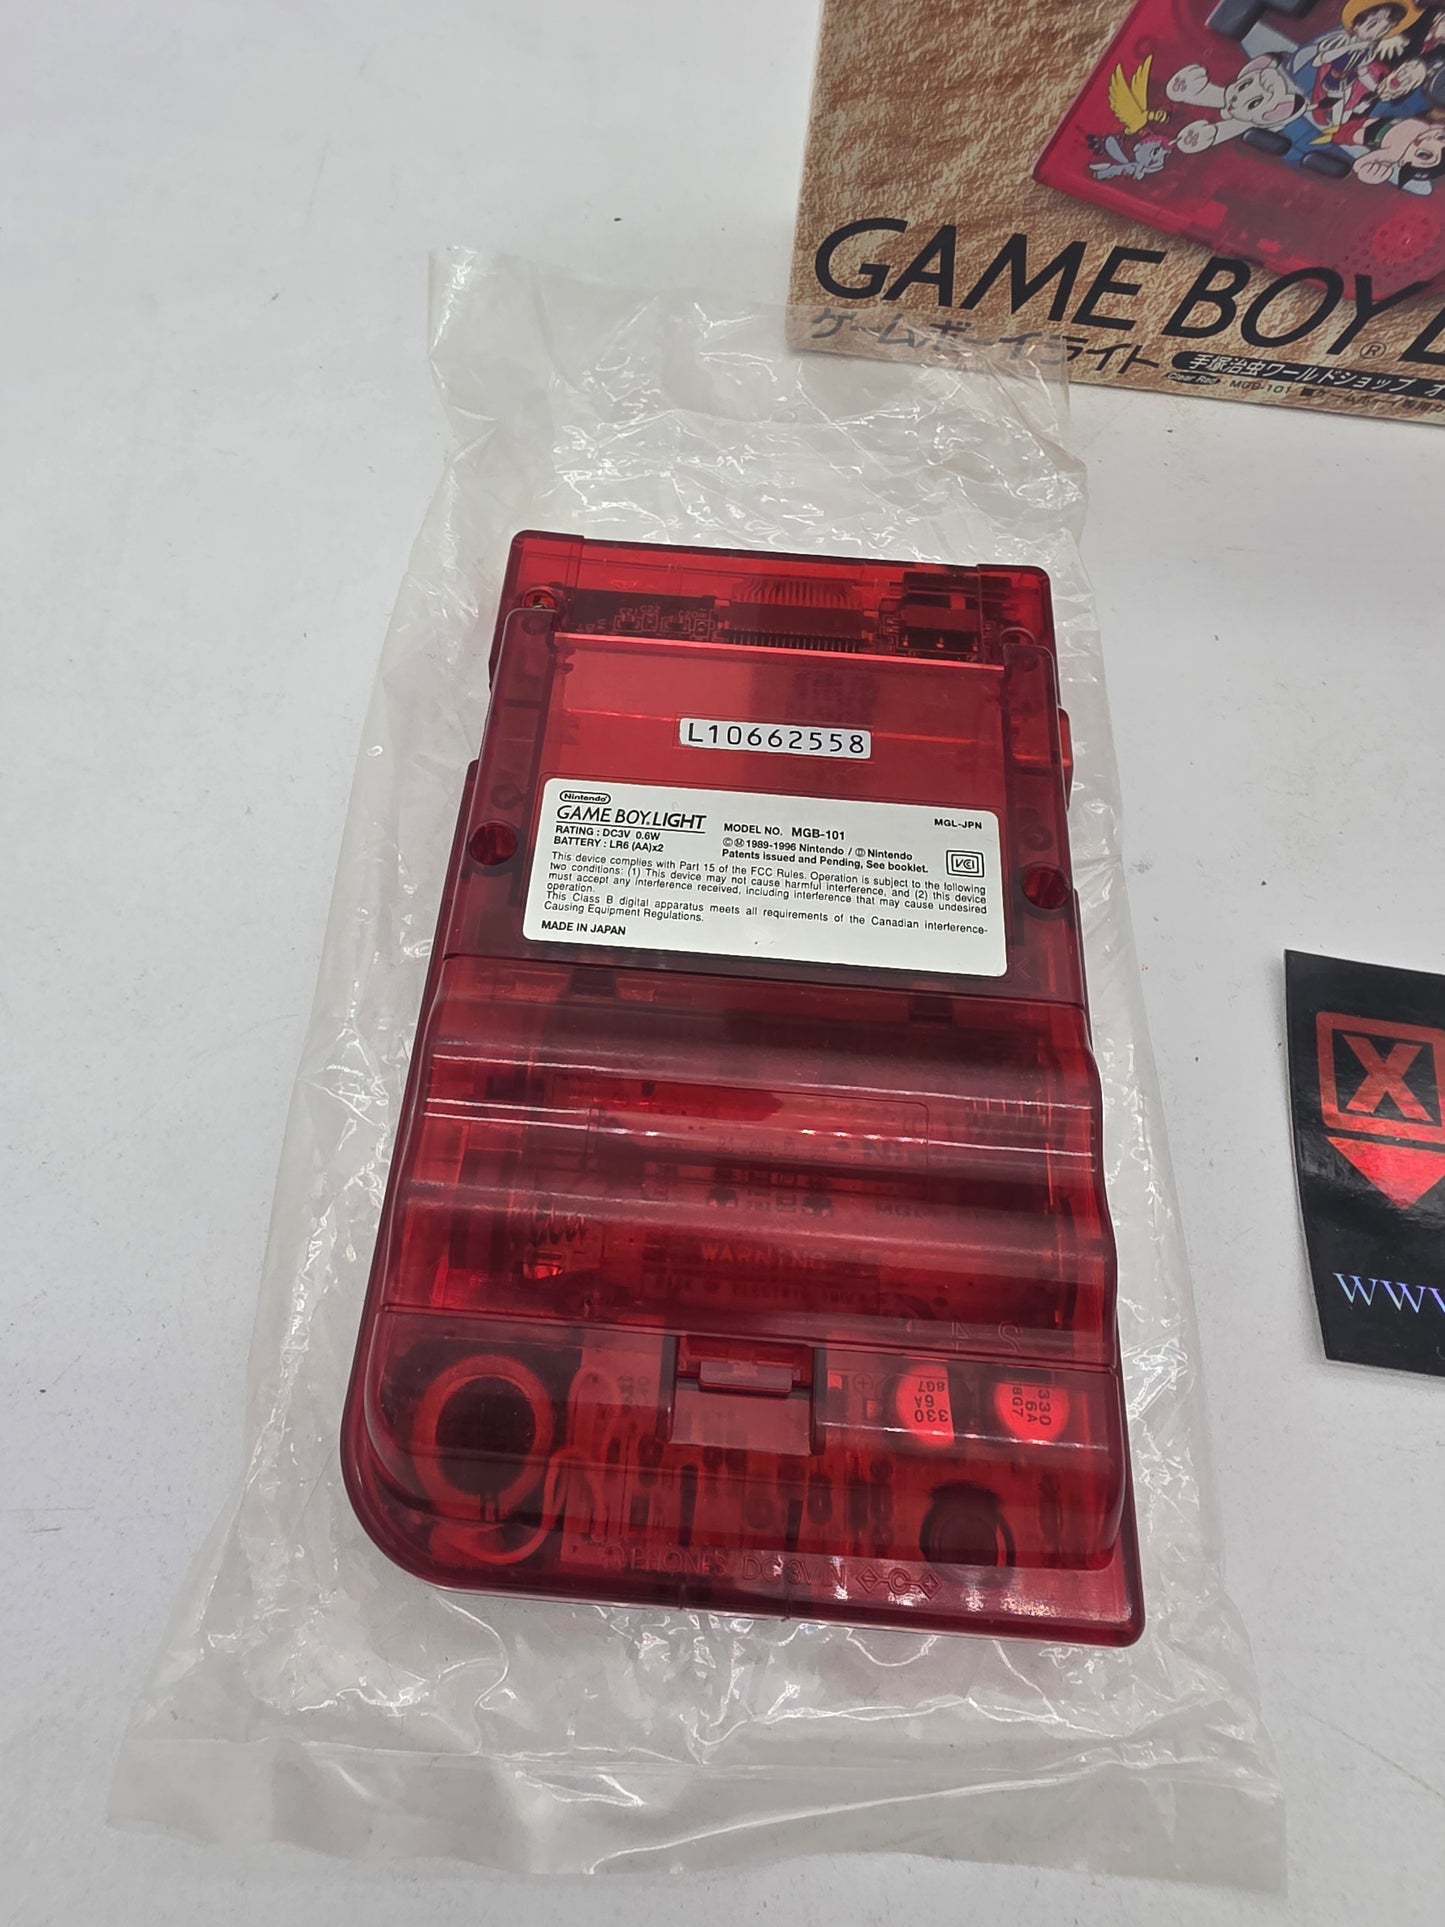 GAME BOY
ゲームボーイライト
手塚治虫ワールドショップ オ
Clear Red
MGB-101
L10662558
Nintendo
GAME BOY LIGHT
MODEL NO. MGB-101
MGL-JPN
RATING : DC3V 0.6W
BATTERY : LR6 (AA)x2
1989-1996 Nintendo / Ⓓ Nintendo
Patents issued and Pending, See booklet.
VCI
This device complies with Part 15 of the FCC Rules. Operation is subject to the following
two conditions: (1) This device may not cause harmful interference, and (2) this device
must accept any interference received, including interference that may cause undesired
operation.
This Class B digital apparatus meets all requirements of the Canadian interference-
Causing Equipment Regulations.
MADE IN JAPAN
WARNING
330
6A
8G7
330
6A
8G7
PHONES DC 3V IN
X
www